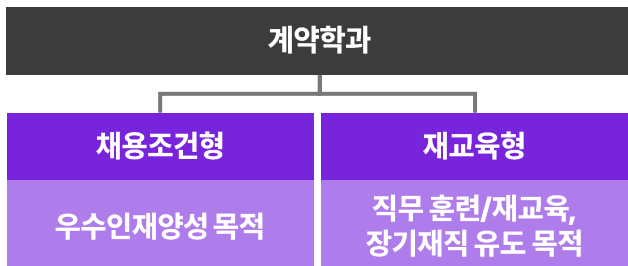 계약학과
채용조건형
재교육형
우수인재양성 목적
직무 훈련/재교육,
장기재직 유도 목적